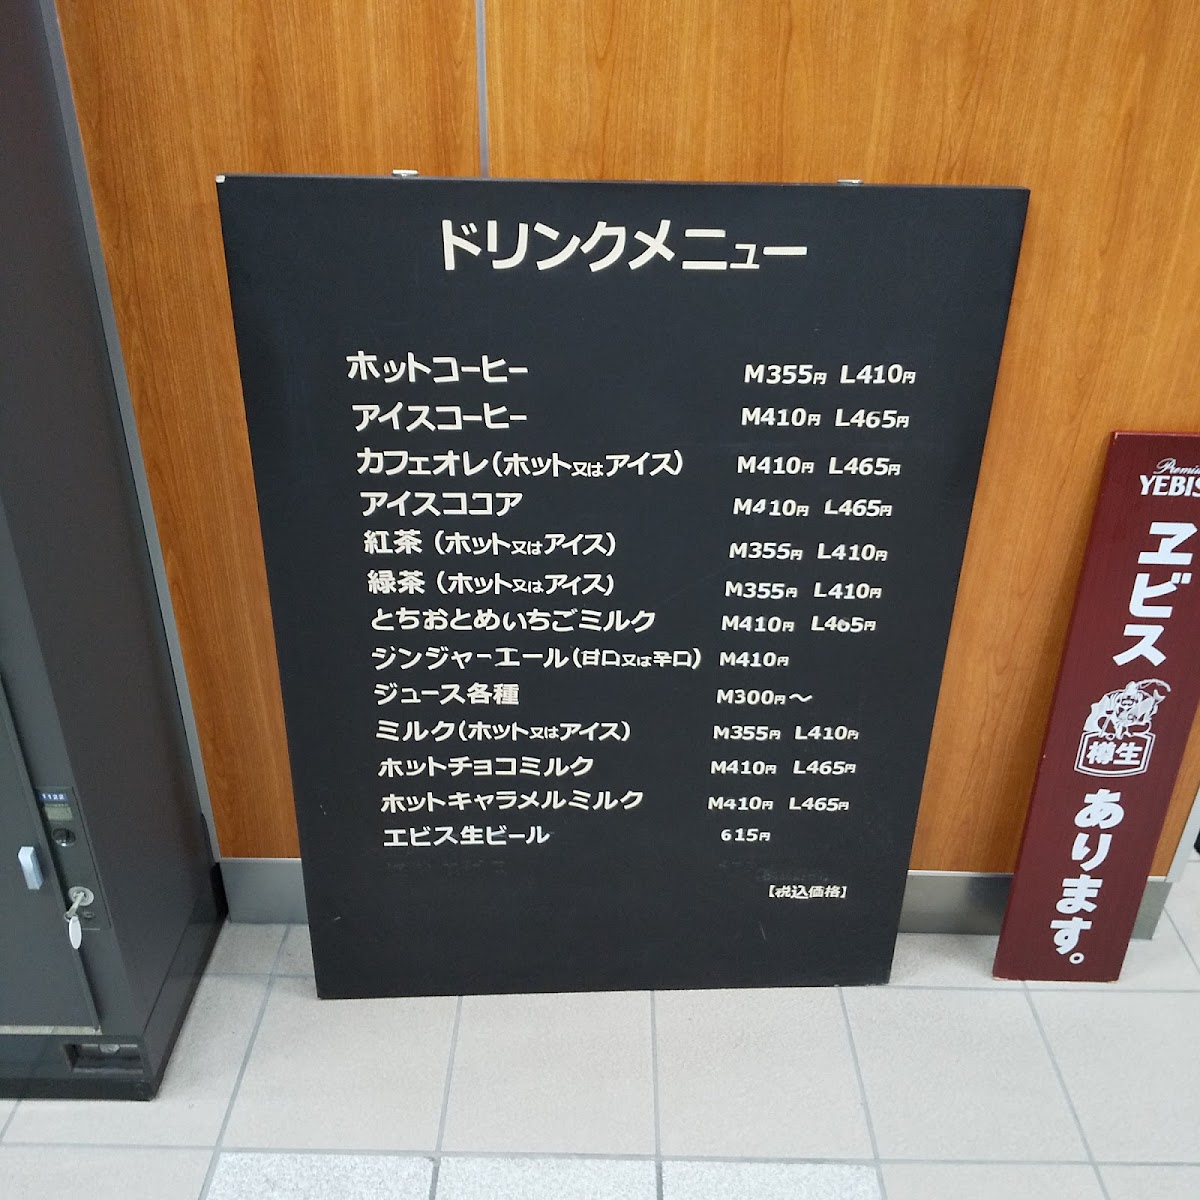 ドリンクメニュー
ホットコーヒー M355円 L410円
アイスコーヒー M410円 L465円
カフェオレ(ホット又はアイス) M410円 L465円
アイスココア M410円 L465円
紅茶(ホット又はアイス) M355円 L410円
緑茶(ホット又はアイス) M355円 L410円
とちおとめいちごミルク M410円 L465円
ジンジャーエール(甘口又は辛口) M410円
ジュース各種 M300円～
ミルク(ホット又はアイス) M355円 L410円
ホットチョコミルク M410円 L465円
ホットキャラメルミルク M410円 L465円
エビス生ビール 615円
【税込価格】
YEBIS
ヱビス
樽生
あります。
1122